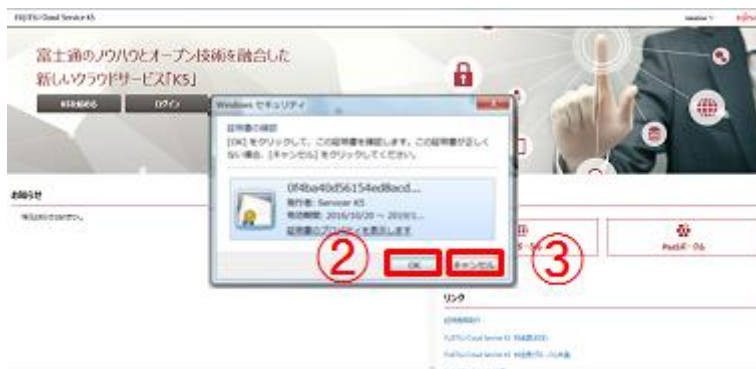 FUJITSU Cloud Service K5
富士通のノウハウとオープン技術を融合した
新しいクラウドサービス「K5」
ログイン
Windows セキュリティ
証明書の確認
[OK] をクリックして、この証明書を確認します。この証明書が正しく
ない場合、[キャンセル] をクリックしてください。
0f4ba40d56154ed8acd...
発行者: Servicer K5
有効期間: 2016/10/20 ～ 2019/1...
証明書のプロパティを表示します
② OK キャンセル ③
お知らせ
リンク